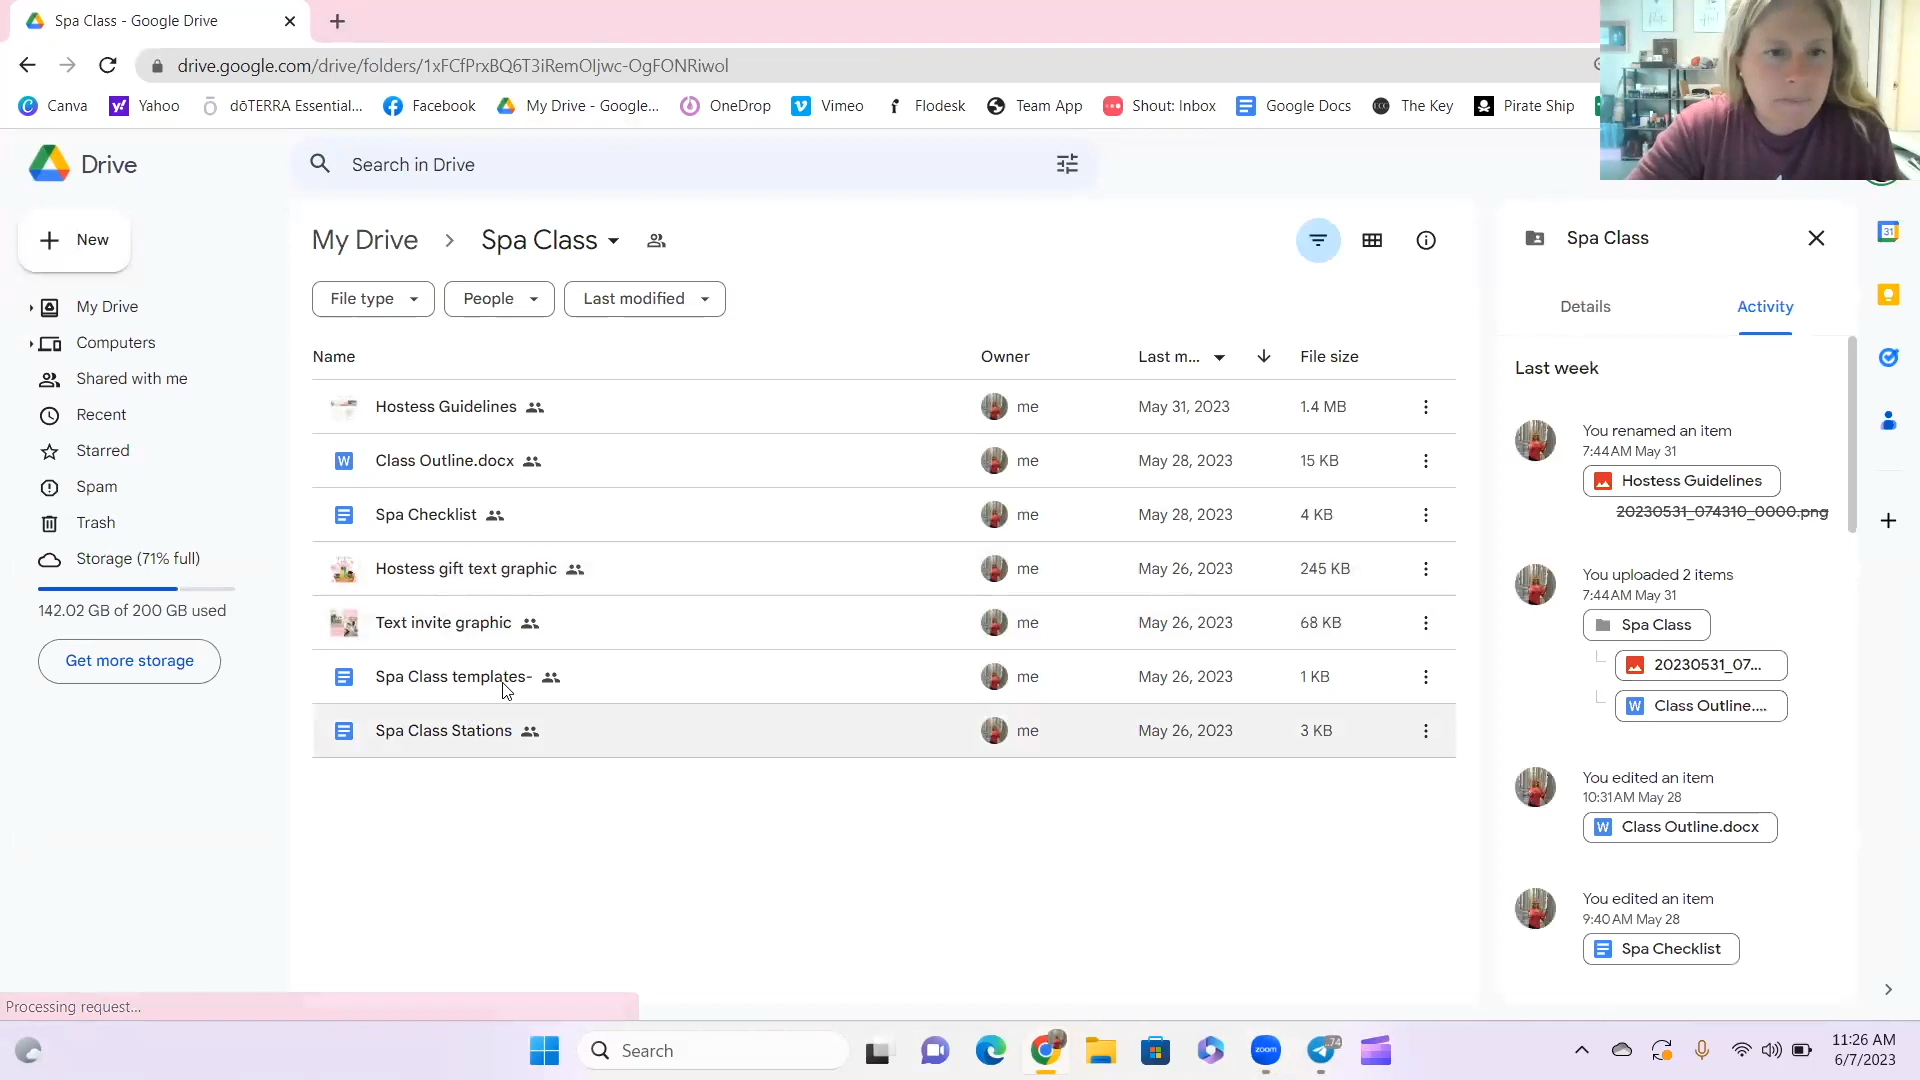 Spa Class - Google Drive
drive.google.com/drive/folders/1xFCfPrxBQ6T3iRemOljwc-OgFONRiwol
Canva Yahoo dōTERRA Essential... Facebook My Drive - Google... OneDrop Vimeo Flodesk Team App Shout: Inbox Google Docs The Key Pirate Ship
Drive
Search in Drive
New
My Drive
Computers
Shared with me
Recent
Starred
Spam
Trash
Storage (71% full)
142.02 GB of 200 GB used
Get more storage
My Drive > Spa Class
File type People Last modified
Name Owner Last m... File size
Hostess Guidelines me May 31, 2023 1.4 MB
W Class Outline.docx me May 28, 2023 15 KB
Spa Checklist me May 28, 2023 4 KB
Hostess gift text graphic me May 26, 2023 245 KB
Text invite graphic me May 26, 2023 68 KB
Spa Class templates- me May 26, 2023 1 KB
Spa Class Stations me May 26, 2023 3 KB
Spa Class
Details Activity
Last week
You renamed an item
7:44 AM May 31
Hostess Guidelines
20230531_074310_0000.png
You uploaded 2 items
7:44 AM May 31
Spa Class
20230531_07...
W Class Outline....
You edited an item
10:31 AM May 28
W Class Outline.docx
You edited an item
9:40 AM May 28
Spa Checklist
31
Processing request...
Search
zoom
74
11:26 AM
6/7/2023